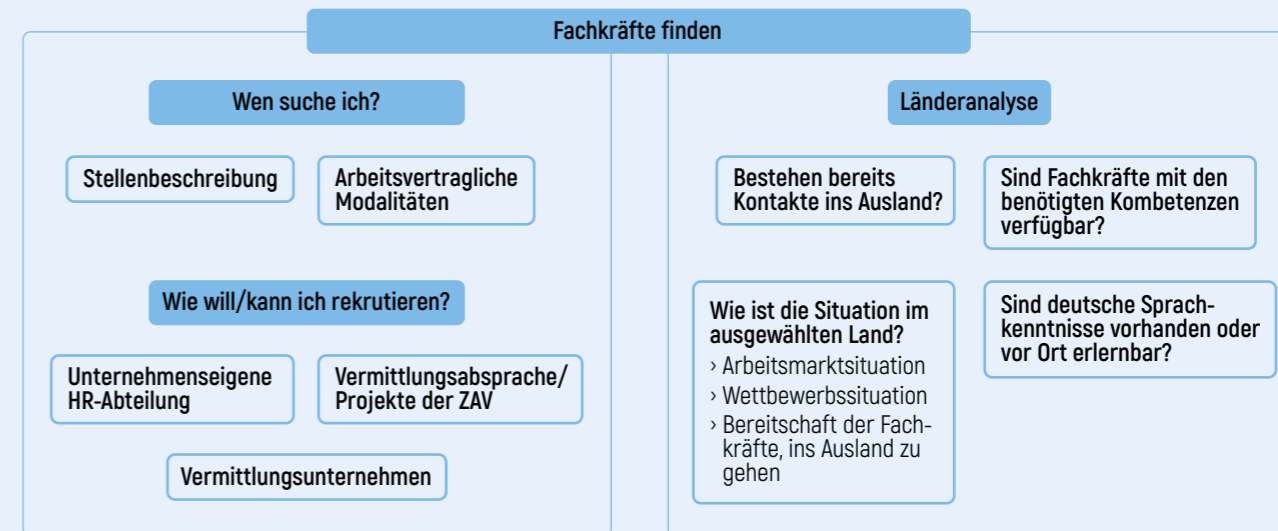 Fachkräfte finden
Wen suche ich?
Stellenbeschreibung
Arbeitsvertragliche
Modalitäten
Wie will/kann ich rekrutieren?
Unternehmenseigene
HR-Abteilung
Vermittlungsabsprache/
Projekte der ZAV
Vermittlungsunternehmen
Länderanalyse
Bestehen bereits
Kontakte ins Ausland?
Sind Fachkräfte mit den
benötigten Kombetenzen
verfügbar?
Wie ist die Situation im
ausgewählten Land?
› Arbeitsmarktsituation
› Wettbewerbssituation
› Bereitschaft der Fach-
kräfte, ins Ausland zu
gehen
Sind deutsche Sprach-
kenntnisse vorhanden oder
vor Ort erlernbar?